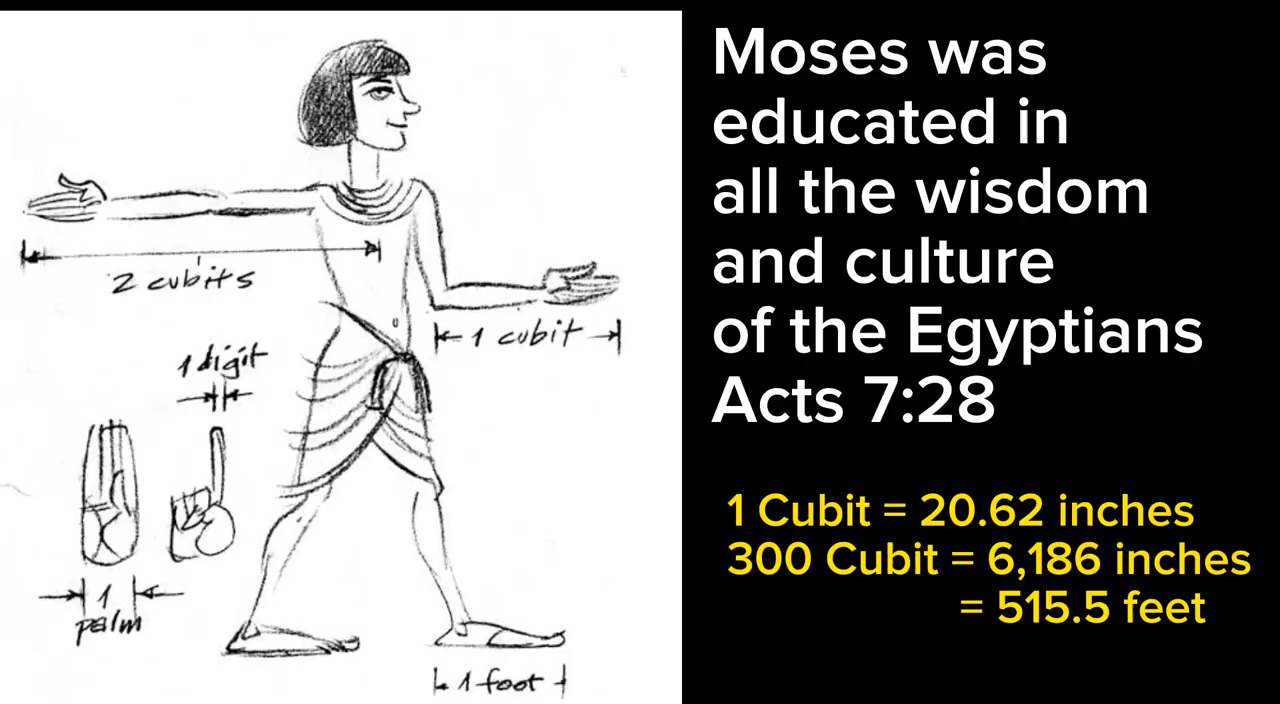 2 cubits
1 cubit
1 digit
1
palm
1 foot
Moses was
educated in
all the wisdom
and culture
of the Egyptians
Acts 7:28
1 Cubit = 20.62 inches
300 Cubit = 6,186 inches
= 515.5 feet